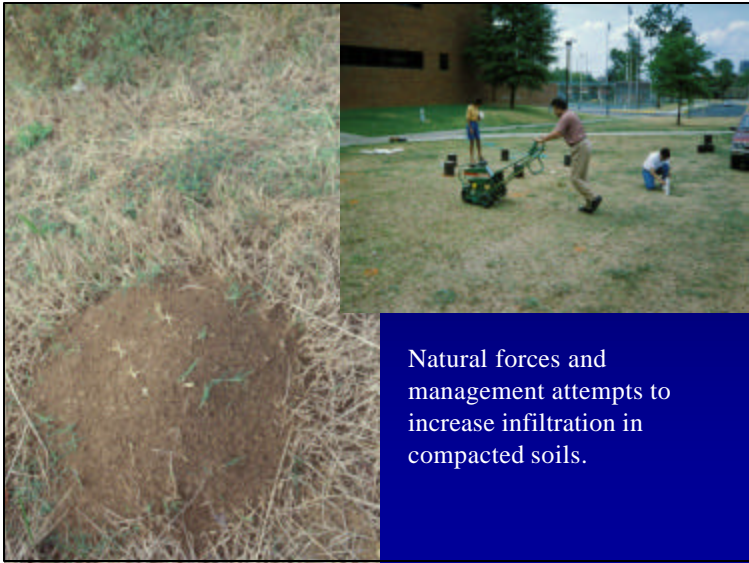 Natural forces and
management attempts to
increase infiltration in
compacted soils.